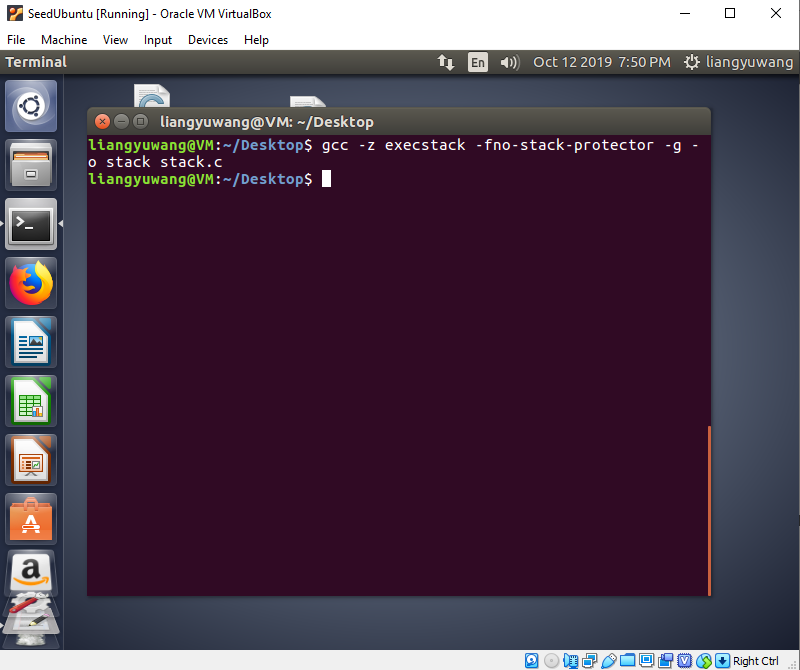 SeedUbuntu [Running] - Oracle VM VirtualBox
File Machine View Input Devices Help
Terminal En Oct 12 2019 7:50 PM liangyuwang
liangyuwang@VM: ~/Desktop
liangyuwang@VM:~/Desktop$ gcc -z execstack -fno-stack-protector -g -
o stack stack.c
liangyuwang@VM:~/Desktop$
Right Ctrl